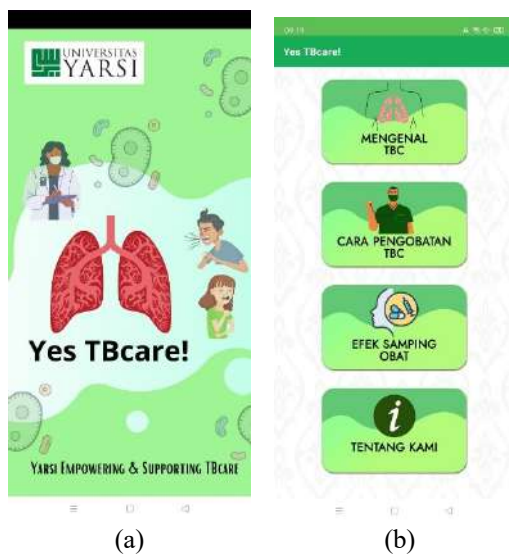 UNIVERSITAS
YARSI
Yes TBcare!
YARSI EMPOWERING & SUPPORTING TBCARE
(a)
Yes TBcare!
MENGENAL
TBC
CARA PENGOBATAN
TBC
EFEK SAMPING
OBAT
i
TENTANG KAMI
(b)